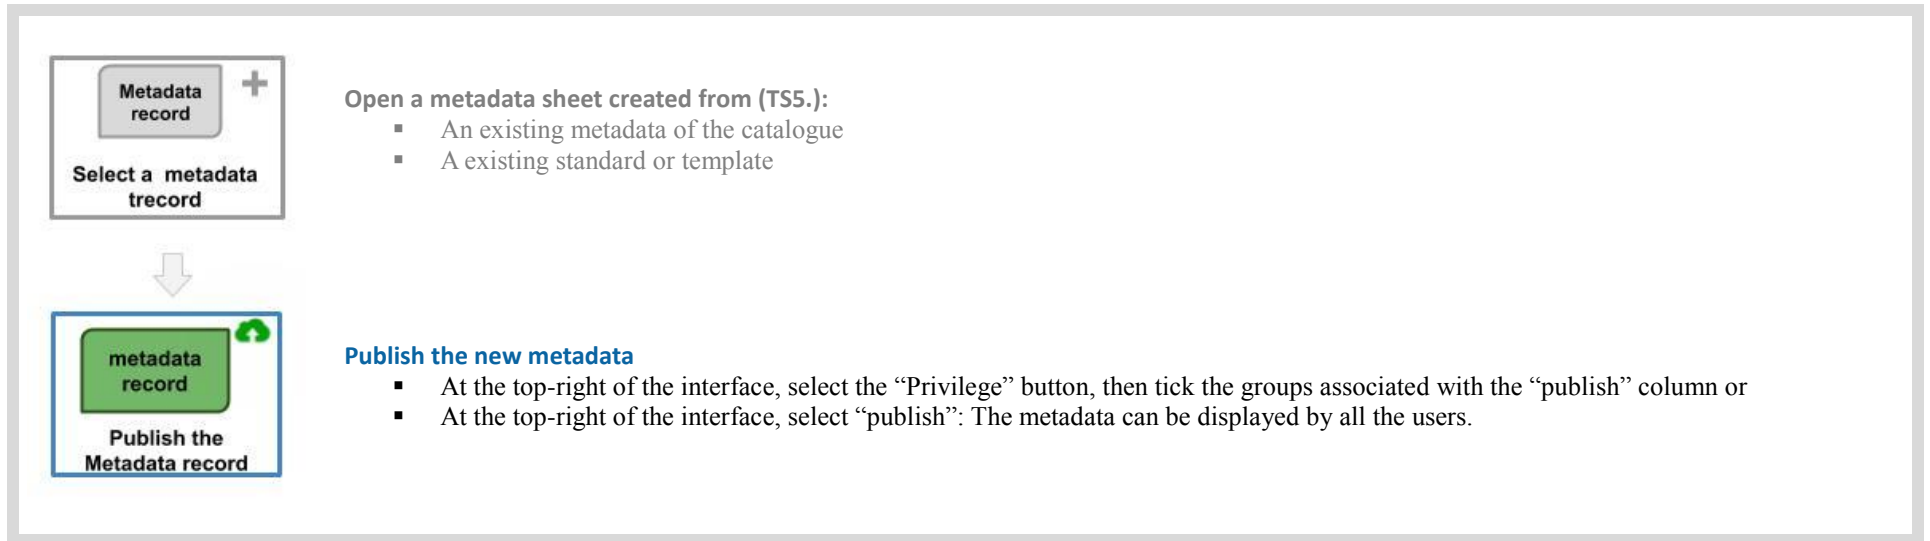 Metadata
record
Select a metadata
trecord
Open a metadata sheet created from (TS5.):
▪ An existing metadata of the catalogue
▪ A existing standard or template
metadata
record
Publish the
Metadata record
Publish the new metadata
▪ At the top-right of the interface, select the “Privilege” button, then tick the groups associated with the “publish” column or
▪ At the top-right of the interface, select “publish”: The metadata can be displayed by all the users.